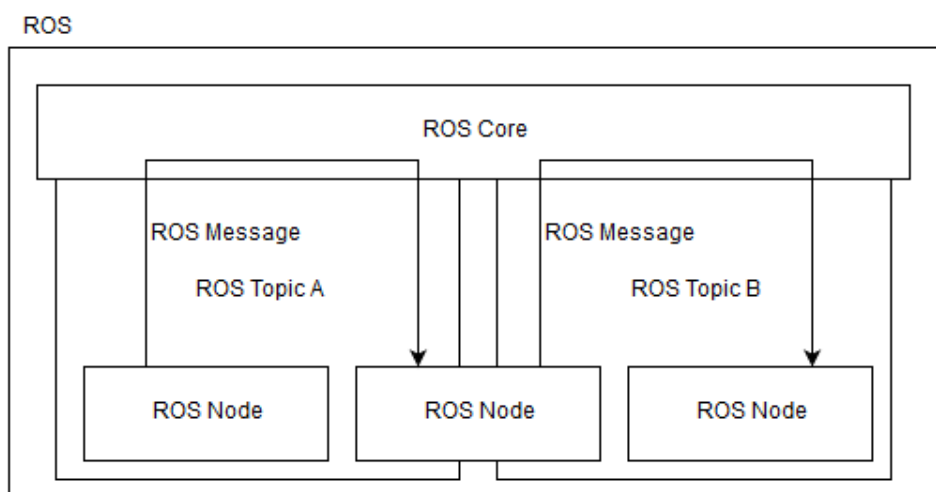 ROS
ROS Core
ROS Message
ROS Message
ROS Topic A
ROS Topic B
ROS Node
ROS Node
ROS Node